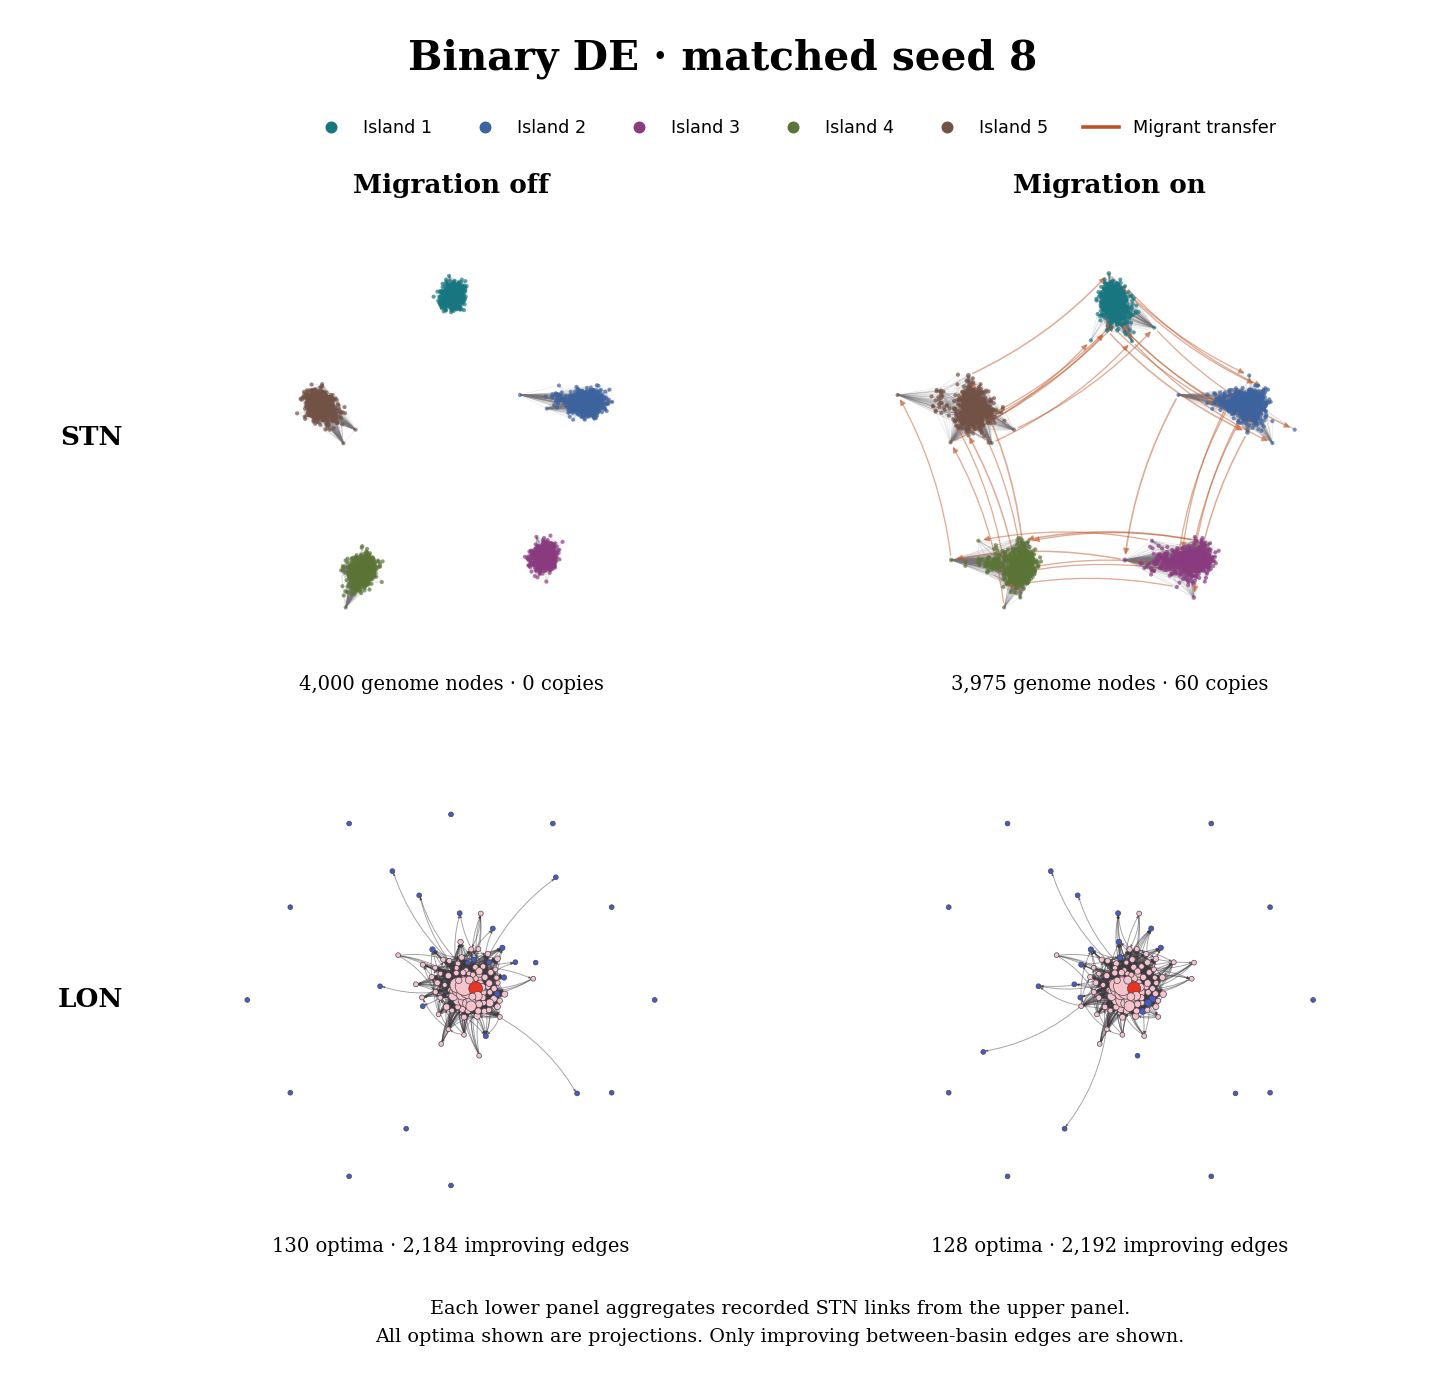 Binary DE · matched seed 8
Island 1 Island 2 Island 3 Island 4 Island 5 Migrant transfer
Migration off Migration on
STN
4,000 genome nodes · 0 copies 3,975 genome nodes · 60 copies
LON
130 optima · 2,184 improving edges 128 optima · 2,192 improving edges
Each lower panel aggregates recorded STN links from the upper panel.
All optima shown are projections. Only improving between-basin edges are shown.